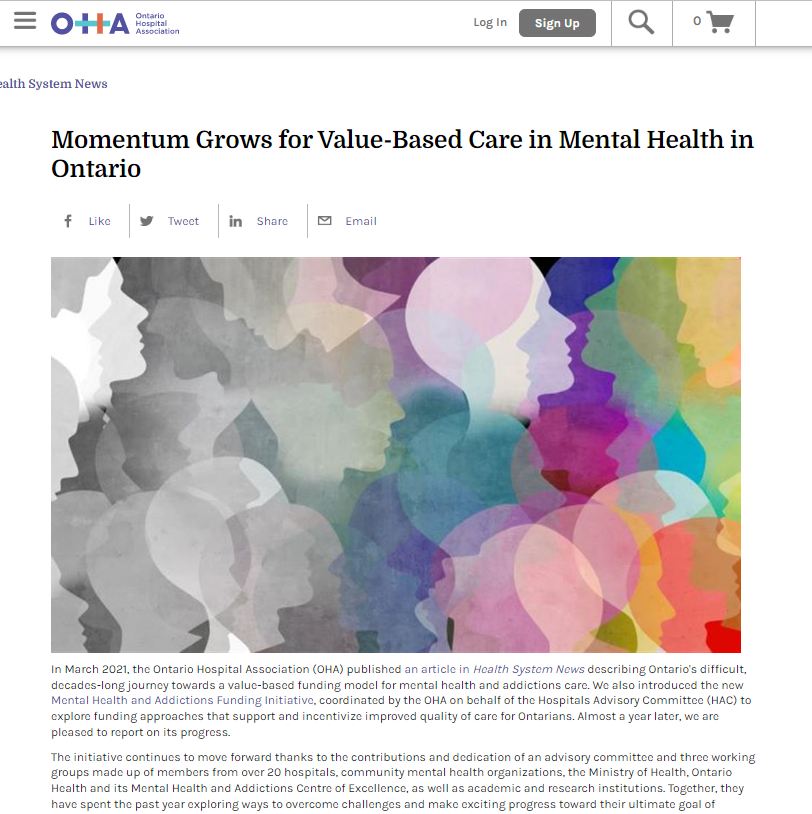 OHA Ontario
Hospital
Association
Log In
Sign Up
0
ealth System News
Momentum Grows for Value-Based Care in Mental Health in
Ontario
Like
Tweet
Share
Email
In March 2021, the Ontario Hospital Association (OHA) published an article in Health System News describing Ontario's difficult,
decades-long journey towards a value-based funding model for mental health and addictions care. We also introduced the new
Mental Health and Addictions Funding Initiative, coordinated by the OHA on behalf of the Hospitals Advisory Committee (HAC) to
explore funding approaches that support and incentivize improved quality of care for Ontarians. Almost a year later, we are
pleased to report on its progress.
The initiative continues to move forward thanks to the contributions and dedication of an advisory committee and three working
groups made up of members from over 20 hospitals, community mental health organizations, the Ministry of Health, Ontario
Health and its Mental Health and Addictions Centre of Excellence, as well as academic and research institutions. Together, they
have spent the past year exploring ways to overcome challenges and make exciting progress toward their ultimate goal of